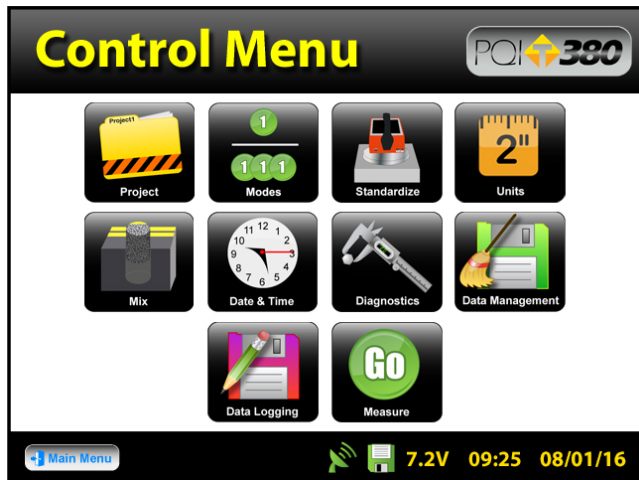 Control Menu
PQI T 380
Project1
Project
1
1 1 1
Modes
Standardize
2"
Units
Mix
12
1
2
3
4
5
6
7
8
9
10
11
Date & Time
Diagnostics
Data Management
Data Logging
Go
Measure
Main Menu
7.2V 09:25 08/01/16